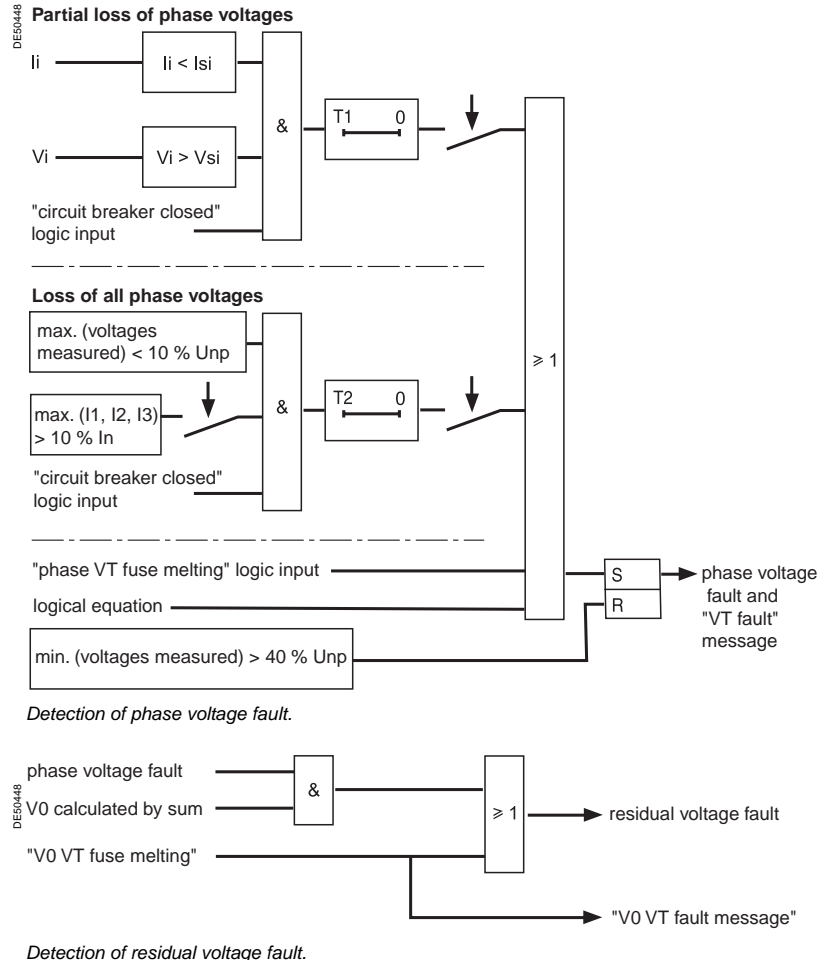 DE50448
Partial loss of phase voltages
Ii
Ii < Isi
&
T1 0
Vi
Vi > Vsi
"circuit breaker closed"
logic input
Loss of all phase voltages
max. (voltages
measured) < 10 % Unp
≥ 1
max. (I1, I2, I3)
> 10 % In
&
T2 0
"circuit breaker closed"
logic input
"phase VT fuse melting" logic input
S
phase voltage
fault and
"VT fault"
message
logical equation
R
min. (voltages measured) > 40 % Unp
Detection of phase voltage fault.
DE50448
phase voltage fault
&
V0 calculated by sum
≥ 1
residual voltage fault
"V0 VT fuse melting"
"V0 VT fault message"
Detection of residual voltage fault.